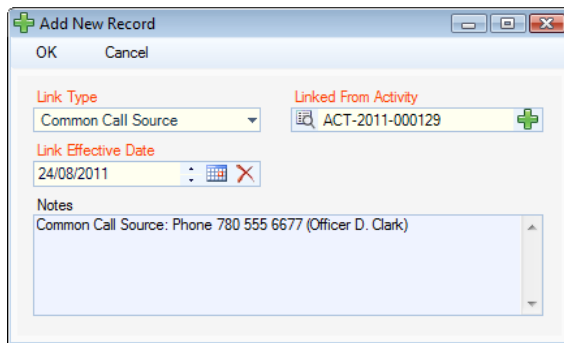 Add New Record
OK Cancel
Link Type Linked From Activity
Common Call Source ACT-2011-000129
Link Effective Date
24/08/2011
Notes
Common Call Source: Phone 780 555 6677 (Officer D. Clark)